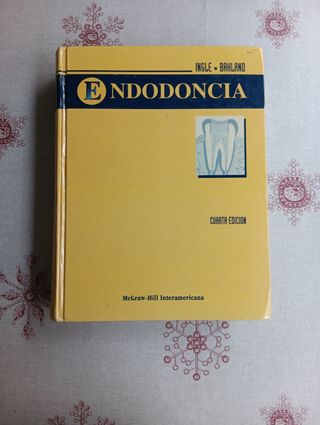 INGLE • BAKLAND
ENDODONCIA
CUARTA EDICION
McGraw-Hill Interamericana